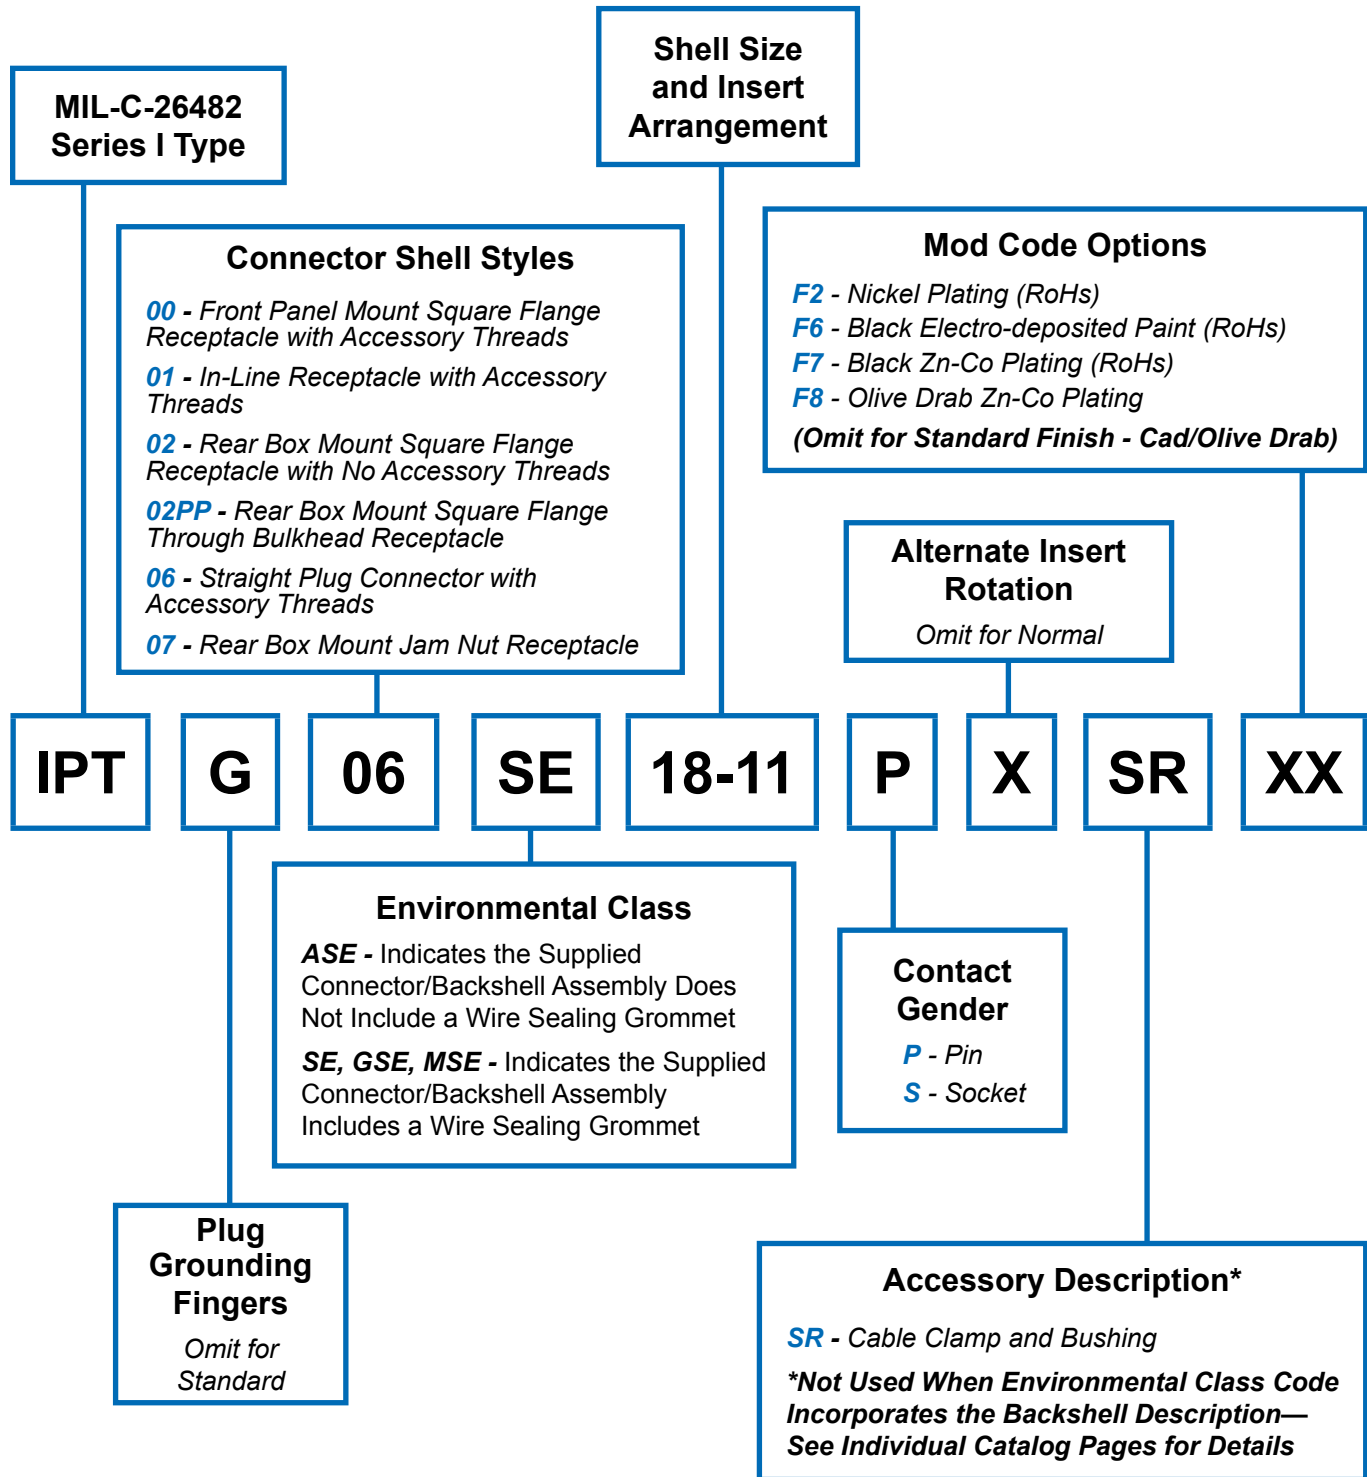 MIL-C-26482
Series I Type
Shell Size
and Insert
Arrangement
Connector Shell Styles
00 - Front Panel Mount Square Flange
Receptacle with Accessory Threads
01 - In-Line Receptacle with Accessory
Threads
02 - Rear Box Mount Square Flange
Receptacle with No Accessory Threads
02PP - Rear Box Mount Square Flange
Through Bulkhead Receptacle
06 - Straight Plug Connector with
Accessory Threads
07 - Rear Box Mount Jam Nut Receptacle
Mod Code Options
F2 - Nickel Plating (RoHs)
F6 - Black Electro-deposited Paint (RoHs)
F7 - Black Zn-Co Plating (RoHs)
F8 - Olive Drab Zn-Co Plating
(Omit for Standard Finish - Cad/Olive Drab)
Alternate Insert
Rotation
Omit for Normal
IPT G 06 SE 18-11 P X SR XX
Environmental Class
ASE - Indicates the Supplied
Connector/Backshell Assembly Does
Not Include a Wire Sealing Grommet
SE, GSE, MSE - Indicates the Supplied
Connector/Backshell Assembly
Includes a Wire Sealing Grommet
Contact
Gender
P - Pin
S - Socket
Plug
Grounding
Fingers
Omit for
Standard
Accessory Description*
SR - Cable Clamp and Bushing
*Not Used When Environmental Class Code
Incorporates the Backshell Description—
See Individual Catalog Pages for Details